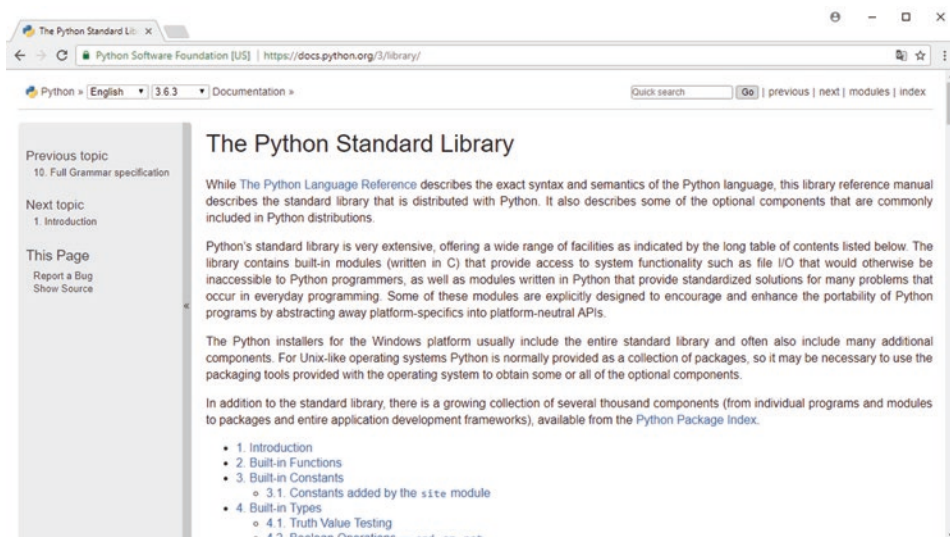 The Python Standard Lib
Python Software Foundation [US] | https://docs.python.org/3/library/
Python » English 3.6.3 Documentation » Quick search Go | previous | next | modules | index
Previous topic
10. Full Grammar specification
Next topic
1. Introduction
This Page
Report a Bug
Show Source
«
The Python Standard Library
While The Python Language Reference describes the exact syntax and semantics of the Python language, this library reference manual
describes the standard library that is distributed with Python. It also describes some of the optional components that are commonly
included in Python distributions.
Python's standard library is very extensive, offering a wide range of facilities as indicated by the long table of contents listed below. The
library contains built-in modules (written in C) that provide access to system functionality such as file I/O that would otherwise be
inaccessible to Python programmers, as well as modules written in Python that provide standardized solutions for many problems that
occur in everyday programming. Some of these modules are explicitly designed to encourage and enhance the portability of Python
programs by abstracting away platform-specifics into platform-neutral APIs.
The Python installers for the Windows platform usually include the entire standard library and often also include many additional
components. For Unix-like operating systems Python is normally provided as a collection of packages, so it may be necessary to use the
packaging tools provided with the operating system to obtain some or all of the optional components.
In addition to the standard library, there is a growing collection of several thousand components (from individual programs and modules
to packages and entire application development frameworks), available from the Python Package Index.
• 1. Introduction
• 2. Built-in Functions
• 3. Built-in Constants
◦ 3.1. Constants added by the site module
• 4. Built-in Types
◦ 4.1. Truth Value Testing
◦ 4.2. Boolean Operations